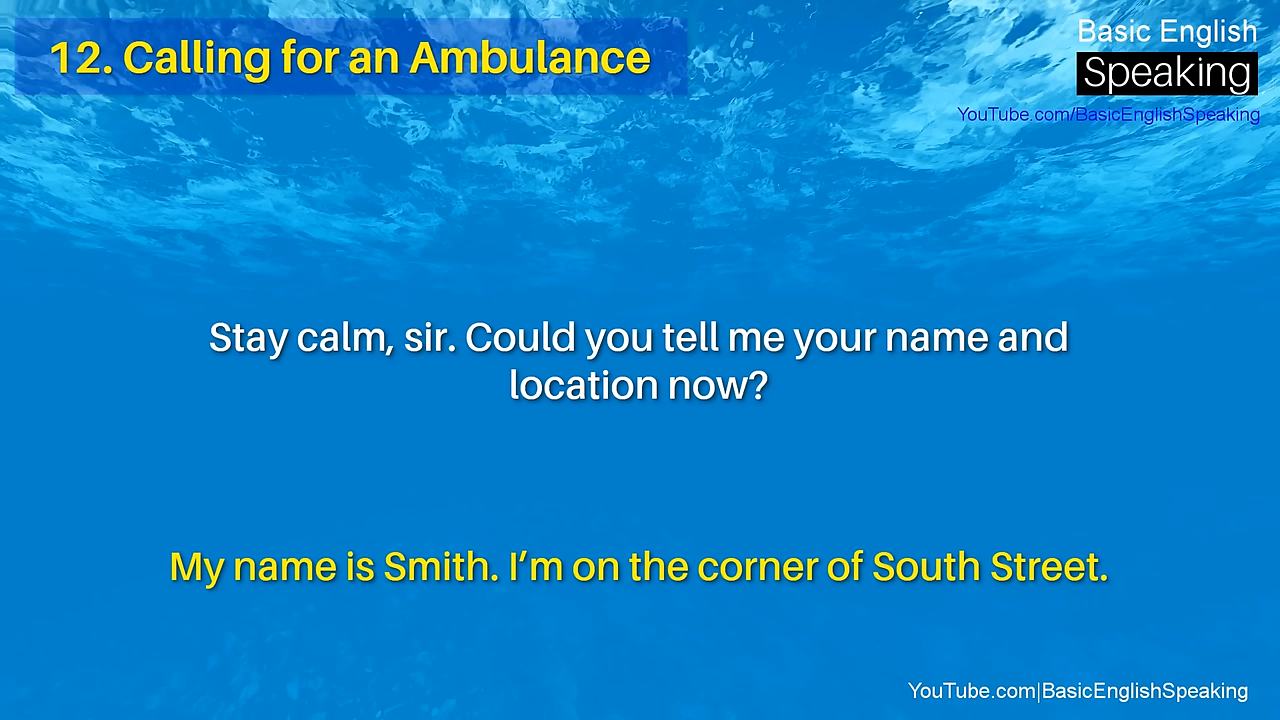 12. Calling for an Ambulance
Basic English
Speaking
YouTube.com/BasicEnglishSpeaking
Stay calm, sir. Could you tell me your name and
location now?
My name is Smith. I’m on the corner of South Street.
YouTube.com|BasicEnglishSpeaking